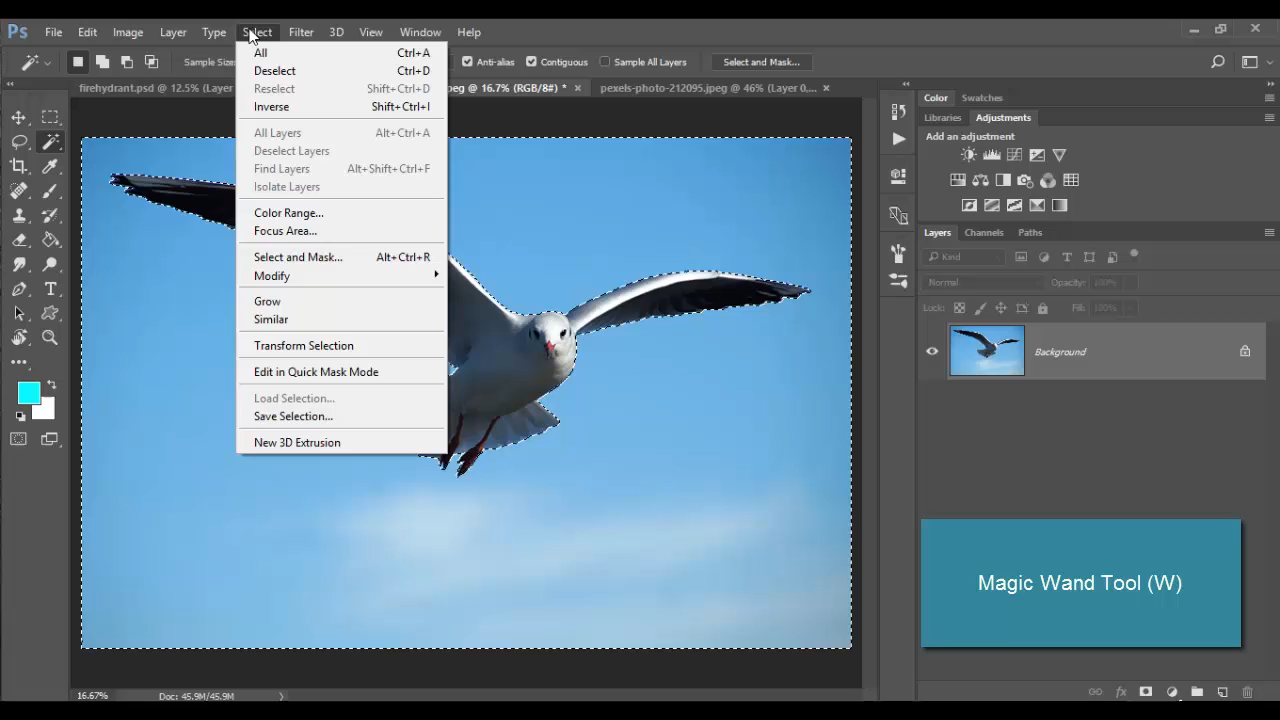 Ps File Edit Image Layer Type Select Filter 3D View Window Help
Sample Size Anti-alias Contiguous Sample All Layers Select and Mask...
firehydrant.psd @ 12.5% (Layer peg @ 16.7% (RGB/8#) * × pexels-photo-212095.jpeg @ 46% (Layer 0,... ×
All Ctrl+A
Deselect Ctrl+D
Reselect Shift+Ctrl+D
Inverse Shift+Ctrl+I
All Layers Alt+Ctrl+A
Deselect Layers
Find Layers Alt+Shift+Ctrl+F
Isolate Layers
Color Range...
Focus Area...
Select and Mask... Alt+Ctrl+R
Modify
Grow
Similar
Transform Selection
Edit in Quick Mask Mode
Load Selection...
Save Selection...
New 3D Extrusion
Color Swatches
Libraries Adjustments
Add an adjustment
Layers Channels Paths
Kind
Normal Opacity: 100%
Lock: Fill: 100%
Background
Magic Wand Tool (W)
16.67% Doc: 45.9M/45.9M